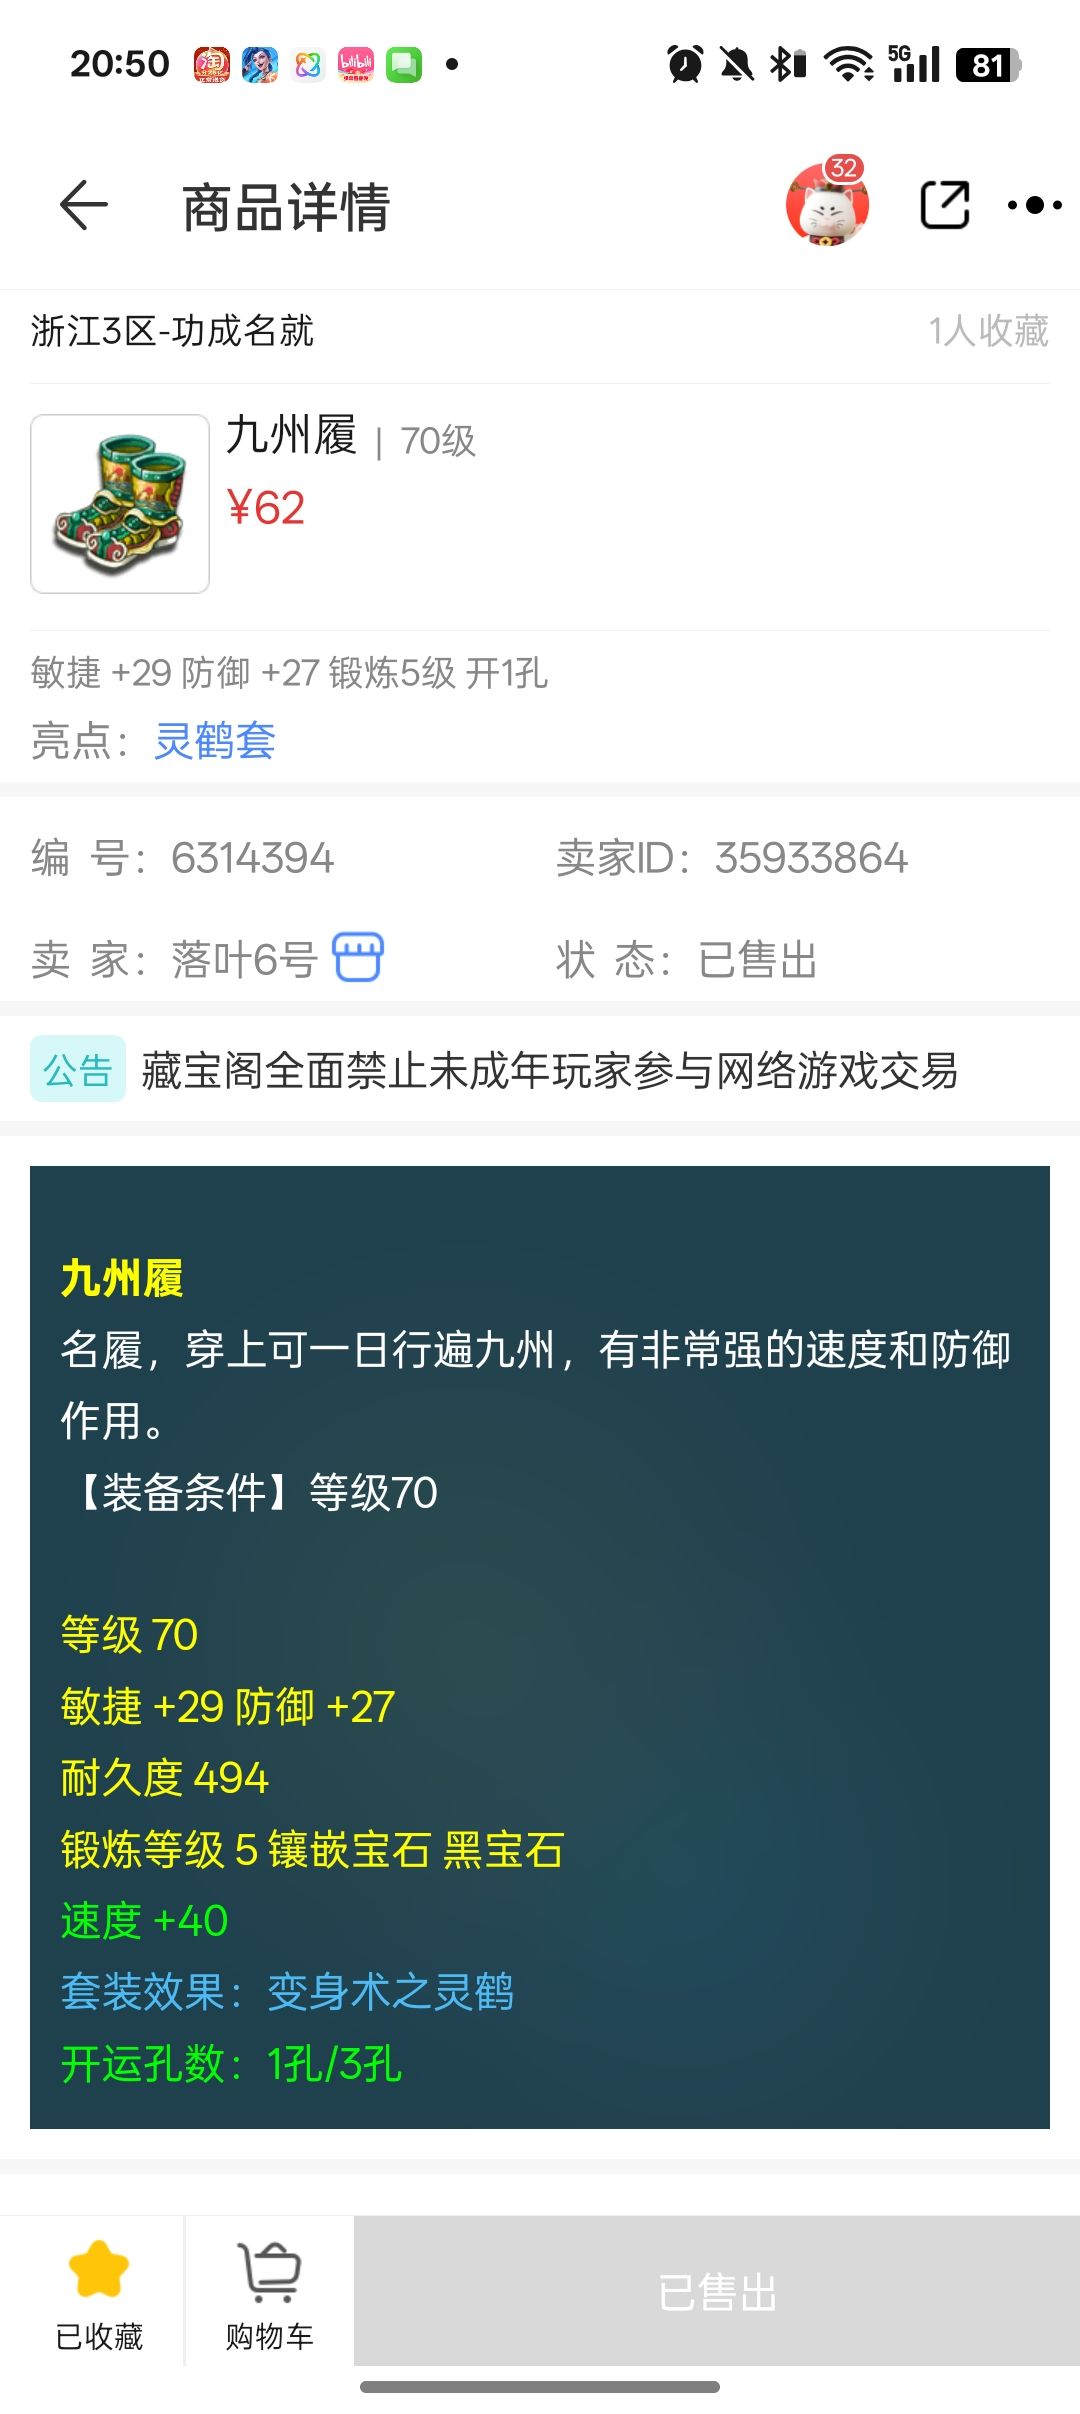 20:50
5G
81
商品详情
32
浙江3区-功成名就
1人收藏
九州履 | 70级
¥62
敏捷 +29 防御 +27 锻炼5级 开1孔
亮点：灵鹤套
编 号：6314394
卖家ID：35933864
卖 家：落叶6号
状 态：已售出
公告 藏宝阁全面禁止未成年玩家参与网络游戏交易
九州履
名履，穿上可一日行遍九州，有非常强的速度和防御
作用。
【装备条件】等级70
等级 70
敏捷 +29 防御 +27
耐久度 494
锻炼等级 5 镶嵌宝石 黑宝石
速度 +40
套装效果：变身术之灵鹤
开运孔数：1孔/3孔
已收藏
购物车
已售出